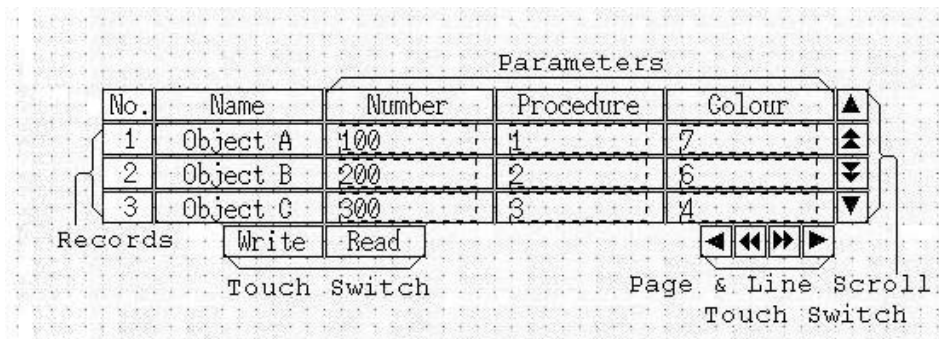 Parameters
No. Name Number Procedure Colour
1 Object A 100 1 7
2 Object B 200 2 6
3 Object C 300 3 4
Records Write Read
Touch Switch Page & Line Scroll
Touch Switch